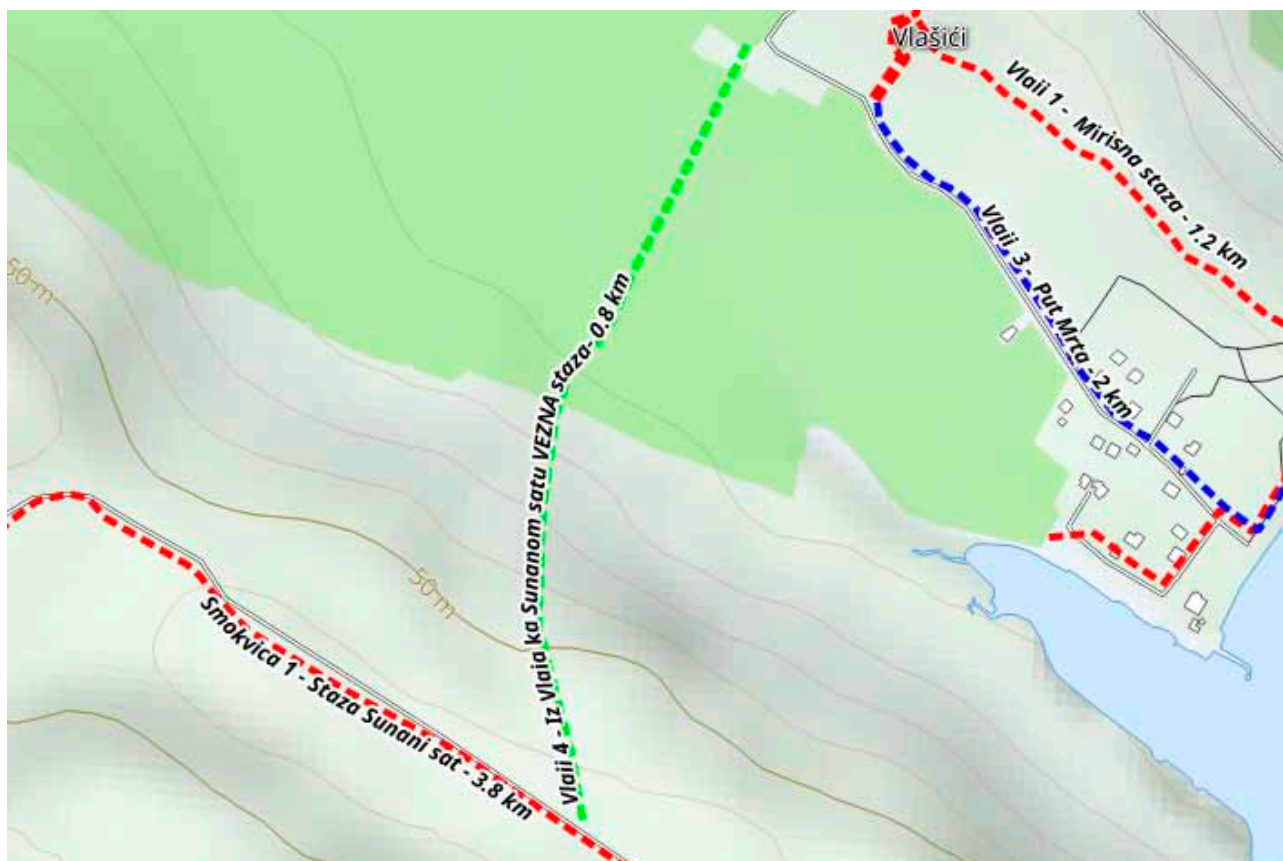 Vlašići
Vlaii 1 - Mirisna staza - 1.2 km
Vlaii 3 - Put Mrta - 2 km
50 m
Vlaii 4 - Iz Vlaia ka Sunanom satu VEZNA staza- 0.8 km
50 m
Smokvica 1 - Staza Sunani sat - 3.8 km